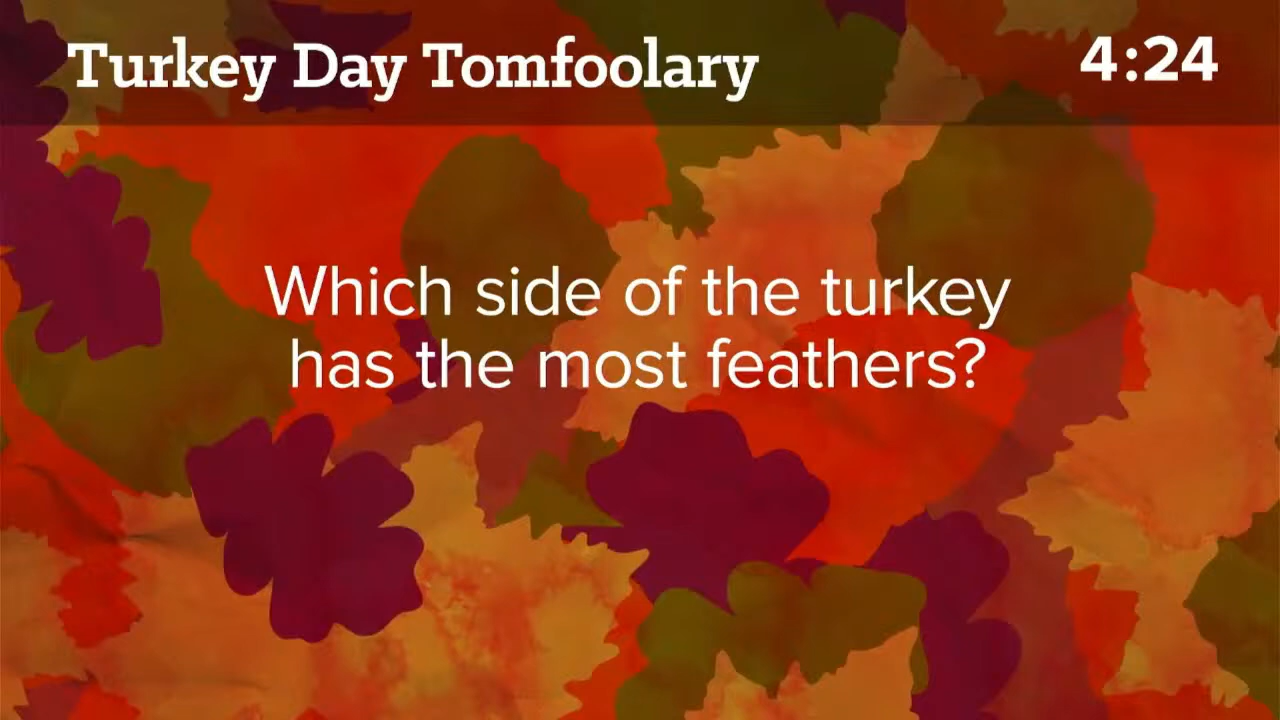 Turkey Day Tomfoolary
4:24
Which side of the turkey
has the most feathers?